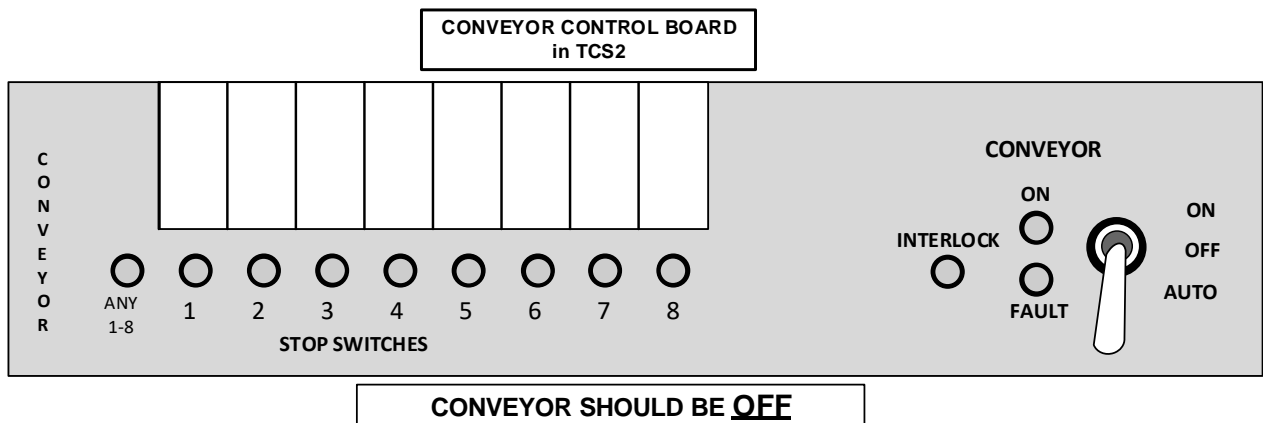 CONVEYOR CONTROL BOARD
in TCS2
CONVEYOR
ANY
1-8
1 2 3 4 5 6 7 8
STOP SWITCHES
CONVEYOR
ON
INTERLOCK
FAULT
ON
OFF
AUTO
CONVEYOR SHOULD BE OFF